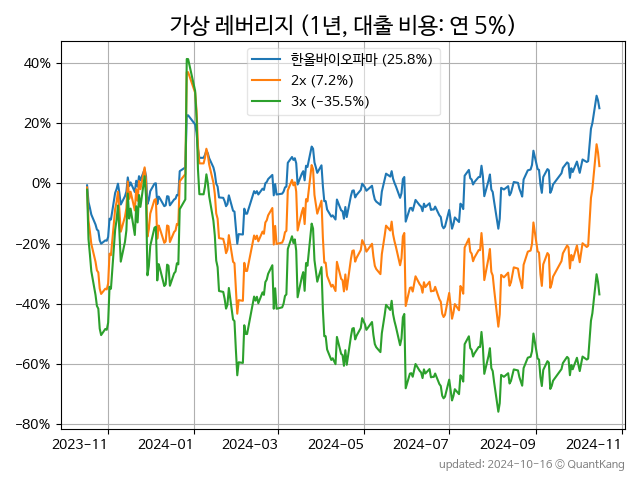 가상 레버리지 (1년, 대출 비용: 연 5%)
한올바이오파마 (25.8%)
2x (7.2%)
3x (−35.5%)
40%
20%
0%
−20%
−40%
−60%
−80%
2023-11
2024-01
2024-03
2024-05
2024-07
2024-09
2024-11
updated: 2024-10-16 © QuantKang